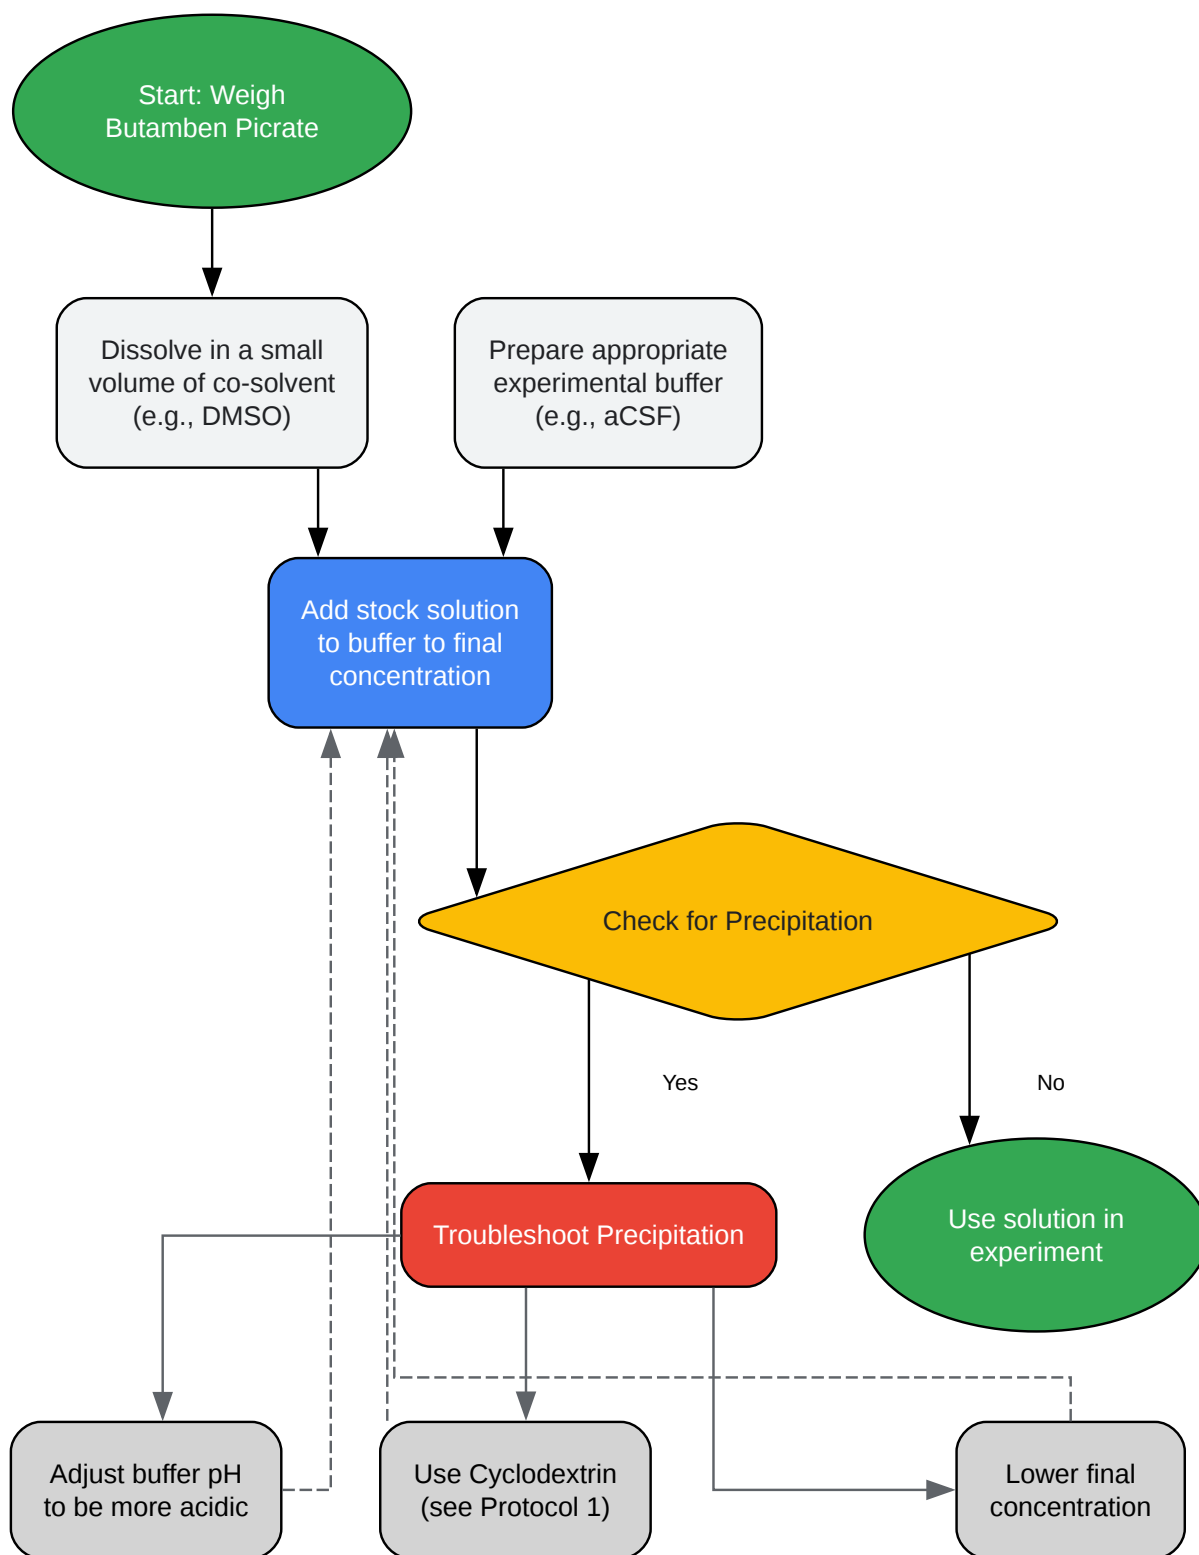 Start: Weigh
Butamben Picrate
Dissolve in a small
volume of co-solvent
(e.g., DMSO)
Prepare appropriate
experimental buffer
(e.g., aCSF)
Add stock solution
to buffer to final
concentration
Check for Precipitation
Yes
No
Troubleshoot Precipitation
Use solution in
experiment
Adjust buffer pH
to be more acidic
Use Cyclodextrin
(see Protocol 1)
Lower final
concentration